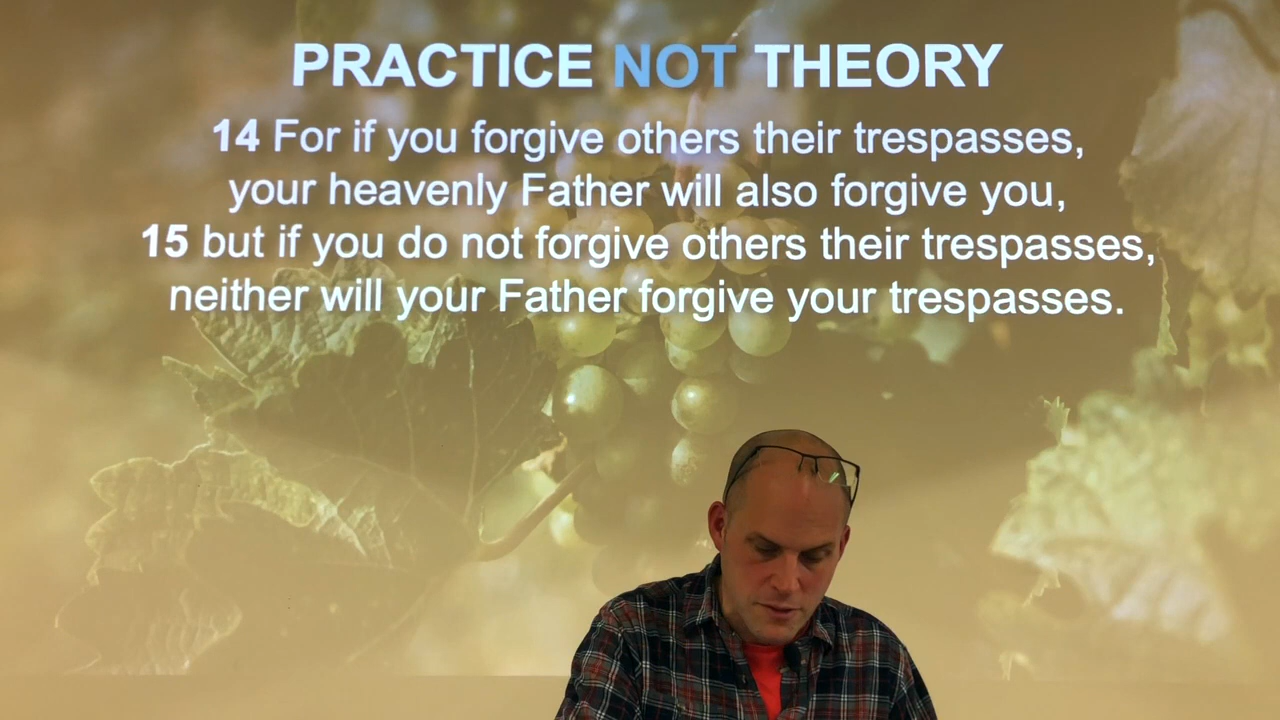 PRACTICE NOT THEORY
14 For if you forgive others their trespasses,
your heavenly Father will also forgive you,
15 but if you do not forgive others their trespasses,
neither will your Father forgive your trespasses.